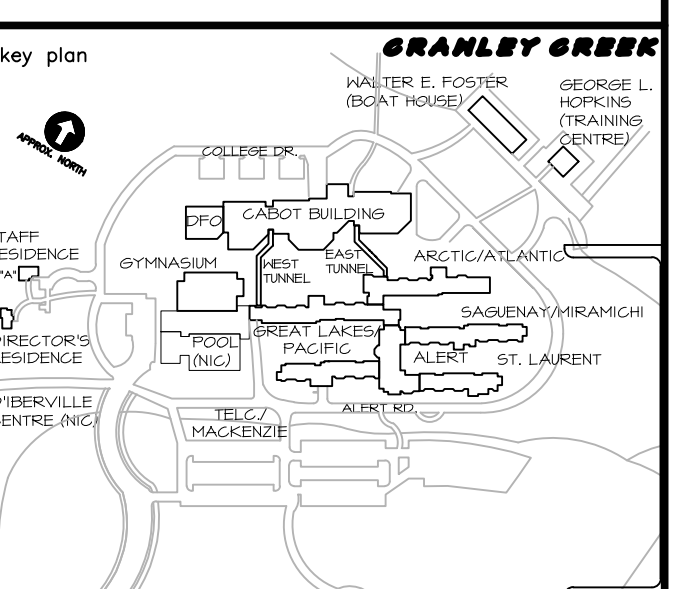 key plan
CRAWLEY CREEK
WALTER E. FOSTER
(BOAT HOUSE)
GEORGE L.
HOPKINS
(TRAINING
CENTRE)
APPROX. NORTH
COLLEGE DR.
DFO
CABOT BUILDING
TAFF
ESIDENCE
"A"
GYMNASIUM
WEST
TUNNEL
EAST
TUNNEL
ARCTIC/ATLANTIC
SAGUENAY/MIRAMICHI
IRECTOR'S
ESIDENCE
POOL
(NIC)
GREAT LAKES/
PACIFIC
ALERT
ST. LAURENT
'IBERVILLE
ENTRE (NIC)
TELC./
MACKENZIE
ALERT RD.